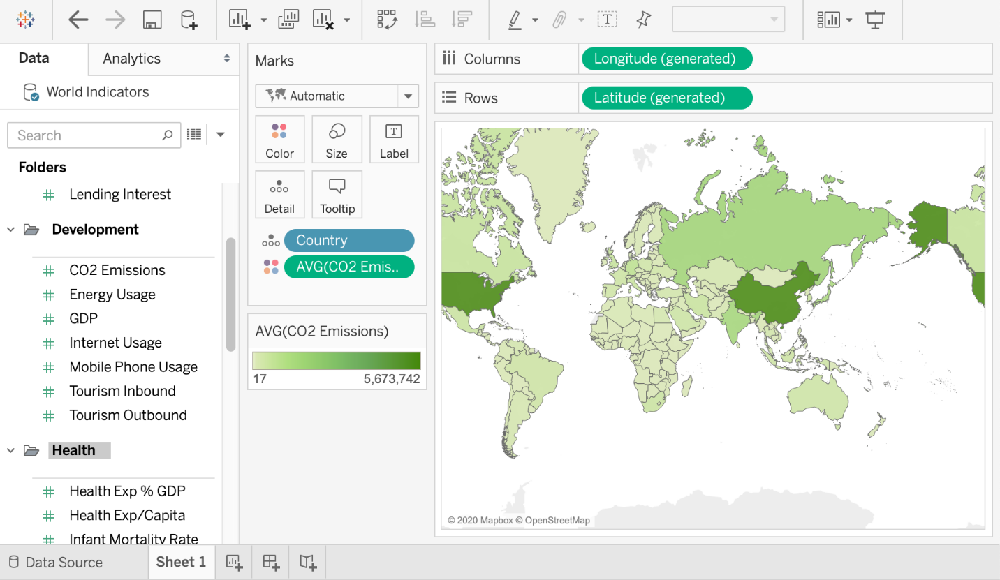 Data
Analytics
World Indicators
Search
Folders
Lending Interest
Development
CO2 Emissions
Energy Usage
GDP
Internet Usage
Mobile Phone Usage
Tourism Inbound
Tourism Outbound
Health
Health Exp % GDP
Health Exp/Capita
Infant Mortality Rate
Marks
Automatic
Color
Size
T
Label
Detail
Tooltip
Country
AVG(CO2 Emis..
AVG(CO2 Emissions)
17 5,673,742
T
Columns Longitude (generated)
Rows Latitude (generated)
© 2020 Mapbox © OpenStreetMap
Data Source
Sheet 1